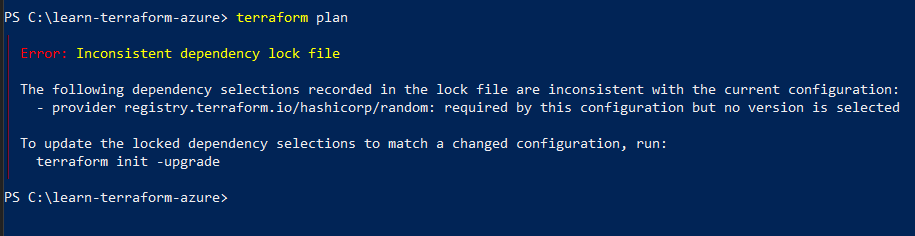 PS C:\learn-terraform-azure> terraform plan
Error: Inconsistent dependency lock file
The following dependency selections recorded in the lock file are inconsistent with the current configuration:
- provider registry.terraform.io/hashicorp/random: required by this configuration but no version is selected
To update the locked dependency selections to match a changed configuration, run:
terraform init -upgrade
PS C:\learn-terraform-azure>